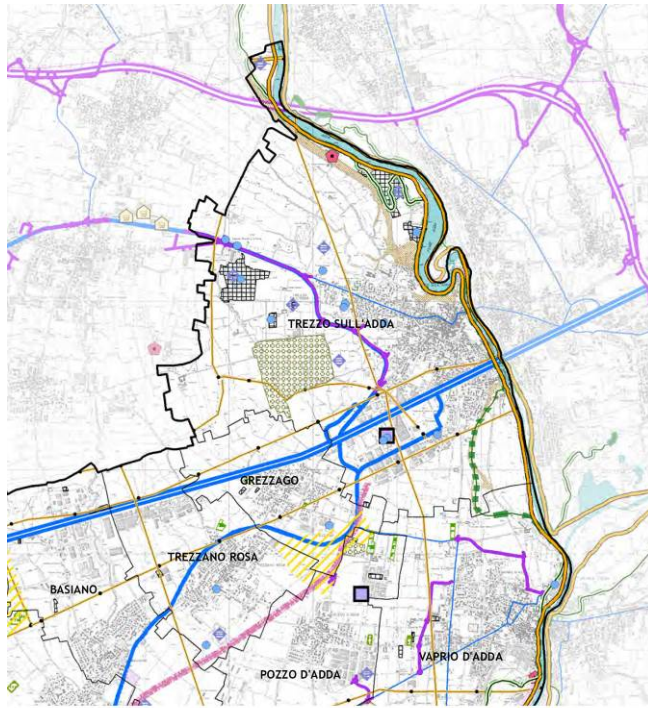 TREZZO SULL'ADDA
GREZZAGO
TREZZANO ROSA
BASIANO
VAPRIO D'ADDA
POZZO D'ADDA